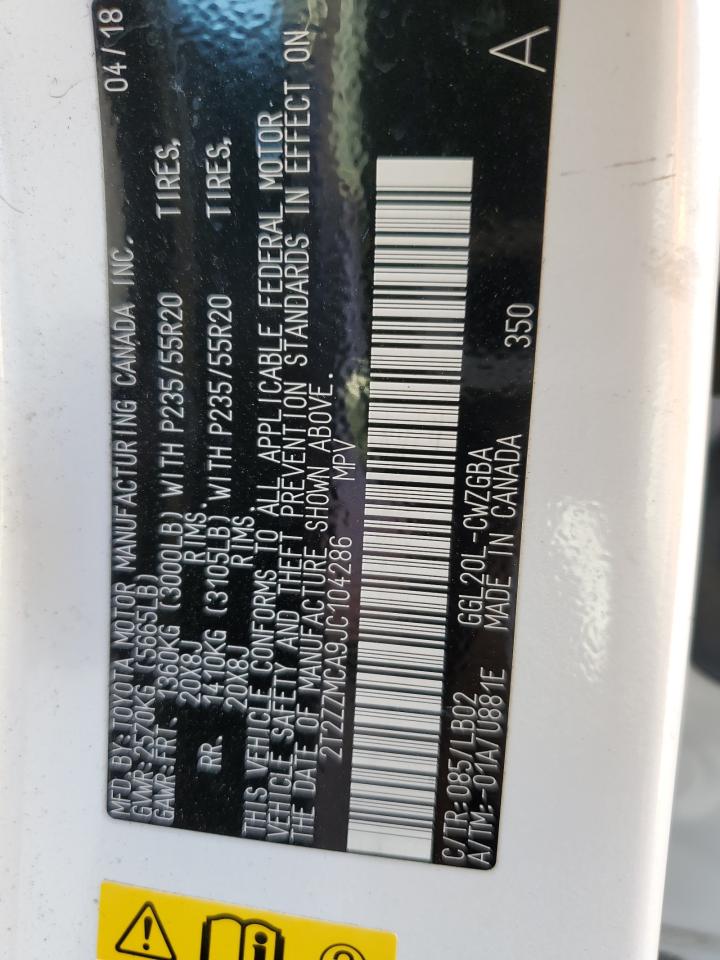 MFD.BY:TOYOTA MOTOR MANUFACTURING CANADA INC. 04/18
GVWR:2570KG (5665LB)
GAWR:FRT. 1360KG (3000LB) WITH P235/55R20 TIRES,
20X8J RIMS.
RR. 1410KG (3105LB) WITH P235/55R20 TIRES,
20X8J RIMS
THIS VEHICLE CONFORMS TO ALL APPLICABLE FEDERAL MOTOR
VEHICLE SAFETY AND THEFT PREVENTION STANDARDS IN EFFECT ON
THE DATE OF MANUFACTURE SHOWN ABOVE.
2T2ZZMCA9JC104286 MPV
C/TR:085/LB02 GGL20L-CWZGBA 350 A
A/TM:-01A/U881E MADE IN CANADA